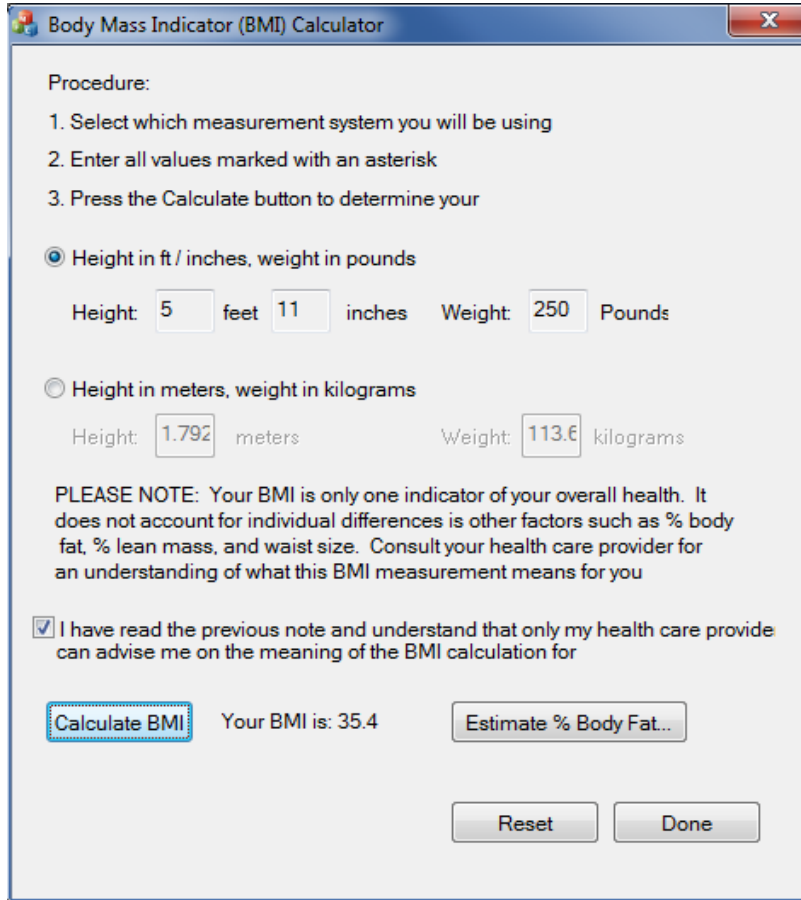 Body Mass Indicator (BMI) Calculator
Procedure:
1. Select which measurement system you will be using
2. Enter all values marked with an asterisk
3. Press the Calculate button to determine your
Height in ft / inches, weight in pounds
Height: 5 feet 11 inches Weight: 250 Pounds
Height in meters, weight in kilograms
Height: 1.792 meters Weight: 113.6 kilograms
PLEASE NOTE: Your BMI is only one indicator of your overall health. It
does not account for individual differences is other factors such as % body
fat, % lean mass, and waist size. Consult your health care provider for
an understanding of what this BMI measurement means for you
I have read the previous note and understand that only my health care provide
can advise me on the meaning of the BMI calculation for
Calculate BMI Your BMI is: 35.4 Estimate % Body Fat...
Reset Done